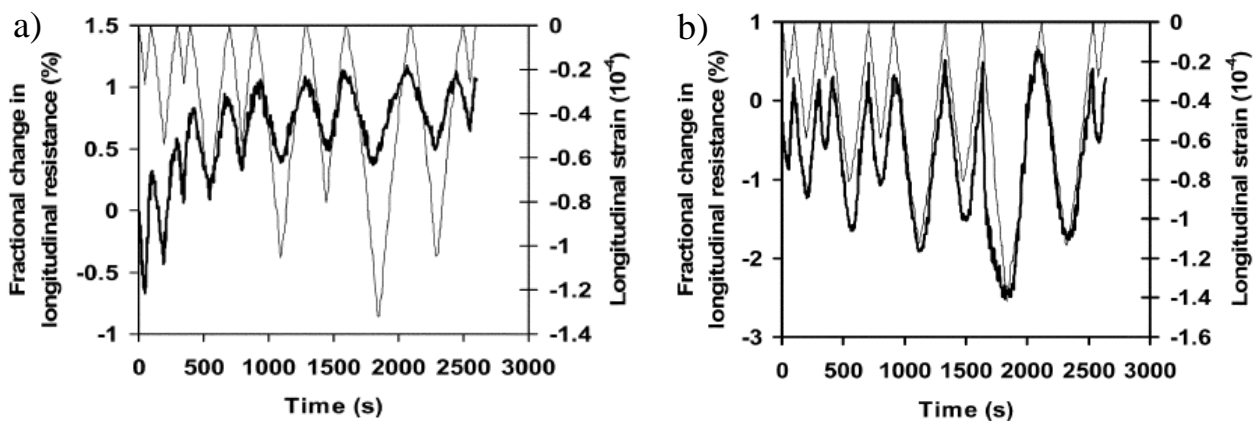 a)
Fractional change in
longitudinal resistance (%)
1.5
1
0.5
0
-0.5
-1
0
-0.2
-0.4
-0.6
-0.8
-1
-1.2
-1.4
Longitudinal strain (10⁻⁴)
0 500 1000 1500 2000 2500 3000
Time (s)
b)
Fractional change in
longitudinal resistance (%)
1
0
-1
-2
-3
0
-0.2
-0.4
-0.6
-0.8
-1
-1.2
-1.4
-1.6
Longitudinal strain (10⁻⁴)
0 500 1000 1500 2000 2500 3000
Time (s)